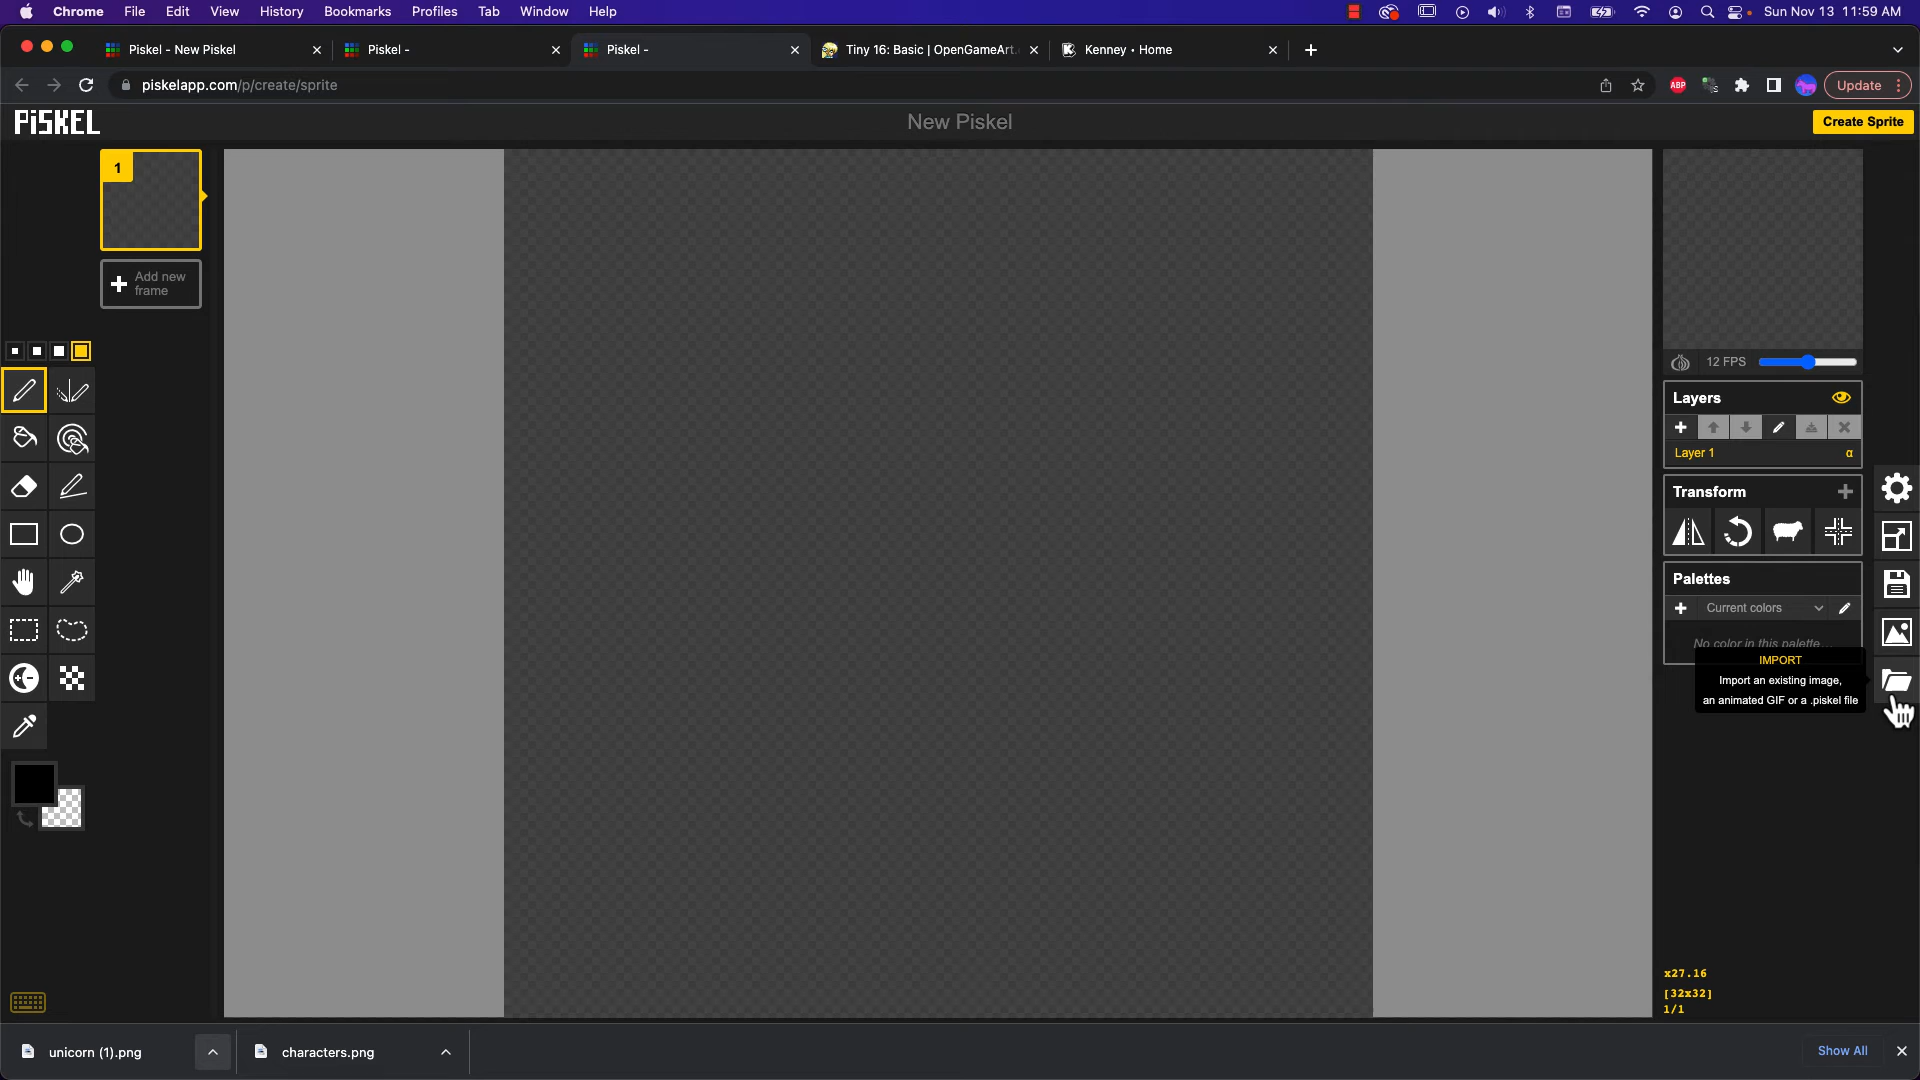 Chrome File Edit View History Bookmarks Profiles Tab Window Help Sun Nov 13 11:59 AM
Piskel - New Piskel Piskel - Piskel - Tiny 16: Basic | OpenGameArt. Kenney • Home
piskelapp.com/p/create/sprite ABP Update
PiSKEL New Piskel Create Sprite
1
Add new
frame
12 FPS
Layers
Layer 1 α
Transform
Palettes
Current colors
No color in this palette...
IMPORT
Import an existing image,
an animated GIF or a .piskel file
x27.16
[32x32]
1/1
unicorn (1).png characters.png Show All